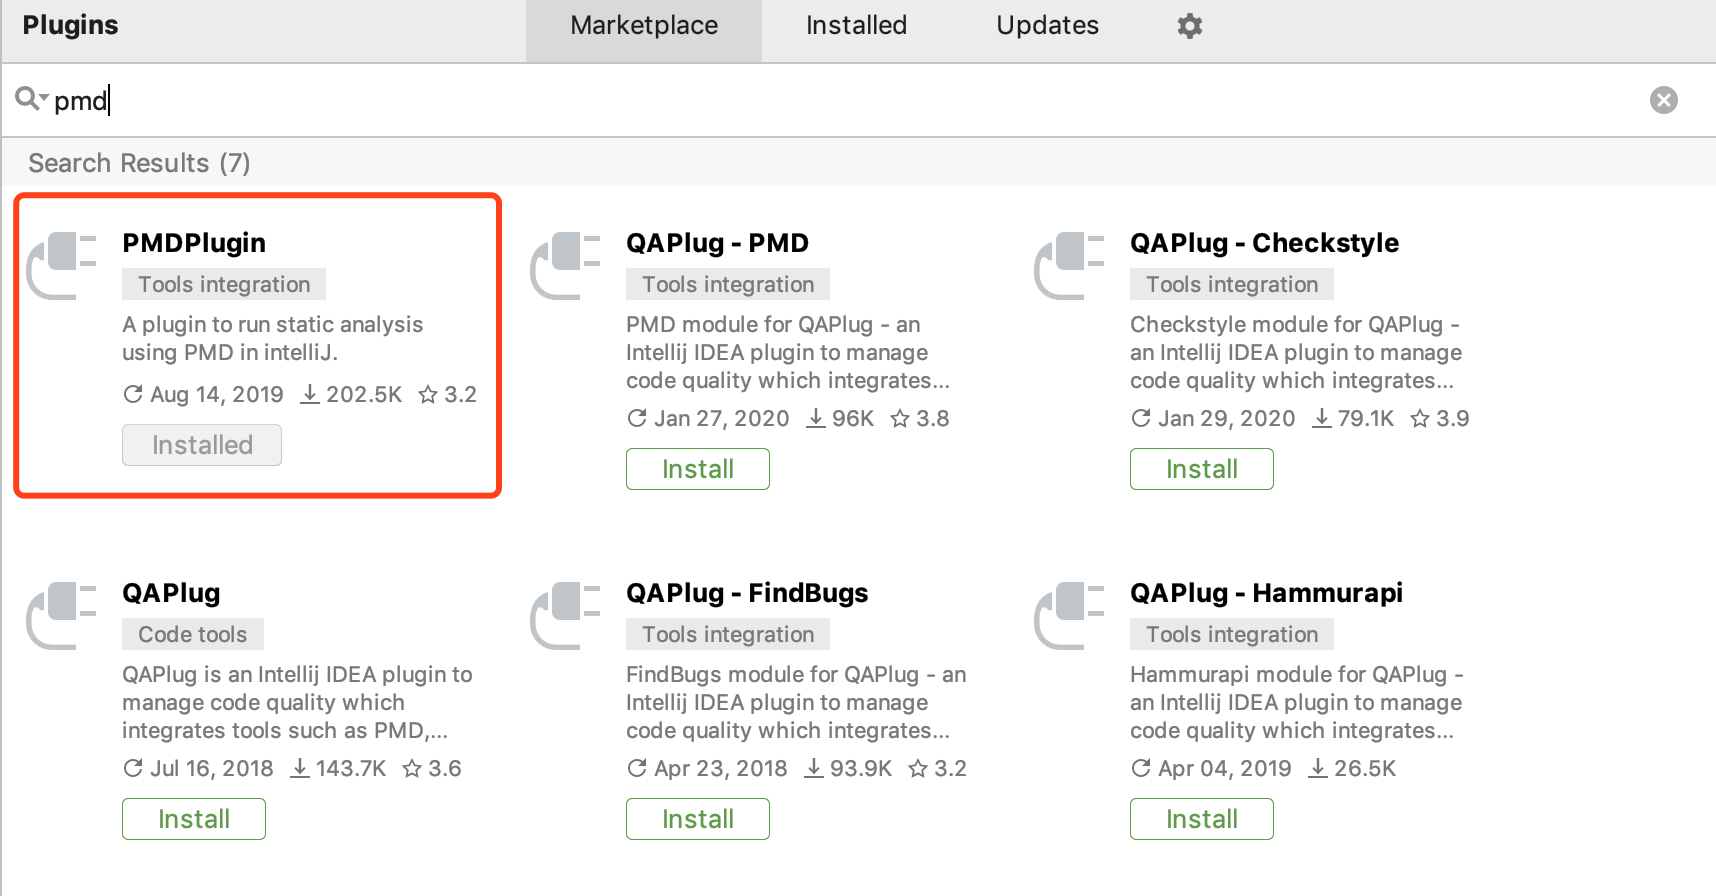 Plugins Marketplace Installed Updates
pmd
Search Results (7)
PMDPlugin
Tools integration
A plugin to run static analysis
using PMD in intelliJ.
Aug 14, 2019 202.5K 3.2
Installed
QAPlug - PMD
Tools integration
PMD module for QAPlug - an
Intellij IDEA plugin to manage
code quality which integrates...
Jan 27, 2020 96K 3.8
Install
QAPlug - Checkstyle
Tools integration
Checkstyle module for QAPlug -
an Intellij IDEA plugin to manage
code quality which integrates...
Jan 29, 2020 79.1K 3.9
Install
QAPlug
Code tools
QAPlug is an Intellij IDEA plugin to
manage code quality which
integrates tools such as PMD,...
Jul 16, 2018 143.7K 3.6
Install
QAPlug - FindBugs
Tools integration
FindBugs module for QAPlug - an
Intellij IDEA plugin to manage
code quality which integrates...
Apr 23, 2018 93.9K 3.2
Install
QAPlug - Hammurapi
Tools integration
Hammurapi module for QAPlug -
an Intellij IDEA plugin to manage
code quality which integrates...
Apr 04, 2019 26.5K
Install